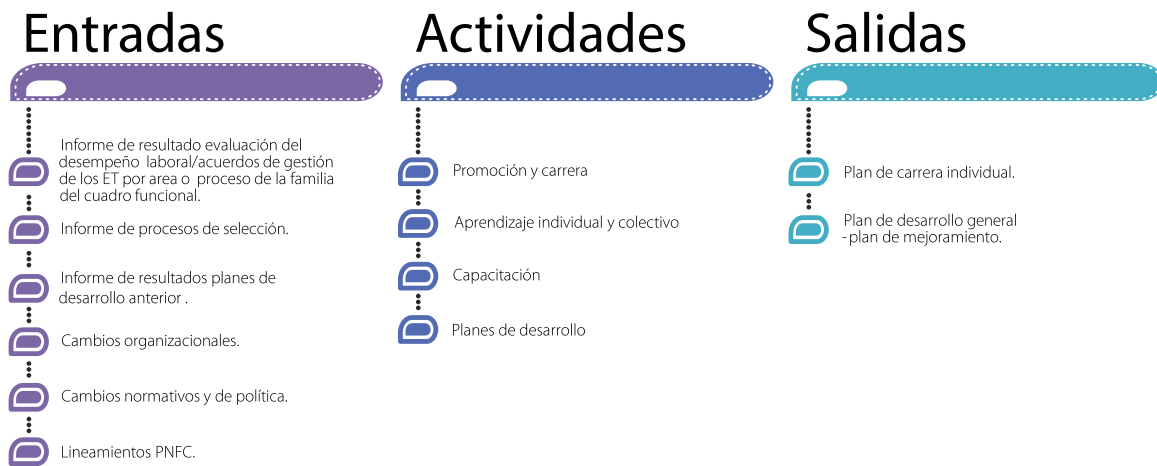 Entradas
Informe de resultado evaluación del
desempeño laboral/acuerdos de gestión
de los ET por area o proceso de la familia
del cuadro funcional.
Informe de procesos de selección.
Informe de resultados planes de
desarrollo anterior .
Cambios organizacionales.
Cambios normativos y de política.
Lineamientos PNFC.
Actividades
Promoción y carrera
Aprendizaje individual y colectivo
Capacitación
Planes de desarrollo
Salidas
Plan de carrera individual.
Plan de desarrollo general
-plan de mejoramiento.